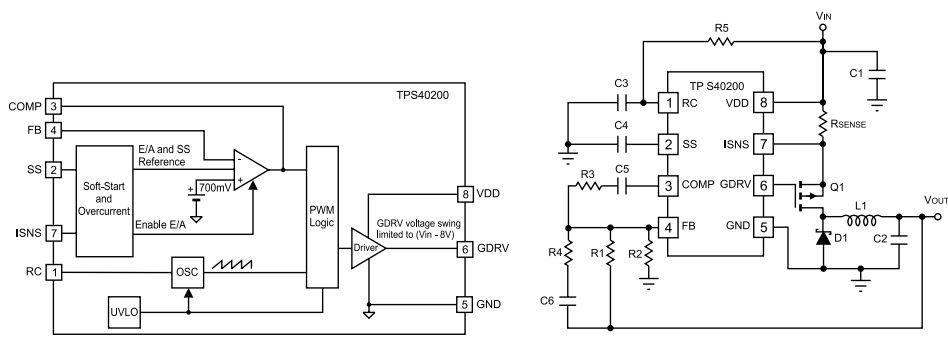 TPS40200
COMP 3
FB 4
SS 2
ISNS 7
RC 1
E/A and SS
Reference
Soft-Start
and
Overcurrent
700mV
+
-
+
+
Enable E/A
PWM
Logic
OSC
UVLO
GDRV voltage swing
limited to (Vin - 8V)
Driver
8 VDD
6 GDRV
5 GND
VIN
R5
C1
C3
TP S40200
1 RC
VDD 8
RSENSE
C4
2 SS
ISNS 7
R3
C5
3 COMP
GDRV 6
Q1
L1
VOUT
4 FB
GND 5
D1
C2
R4
R1
R2
C6